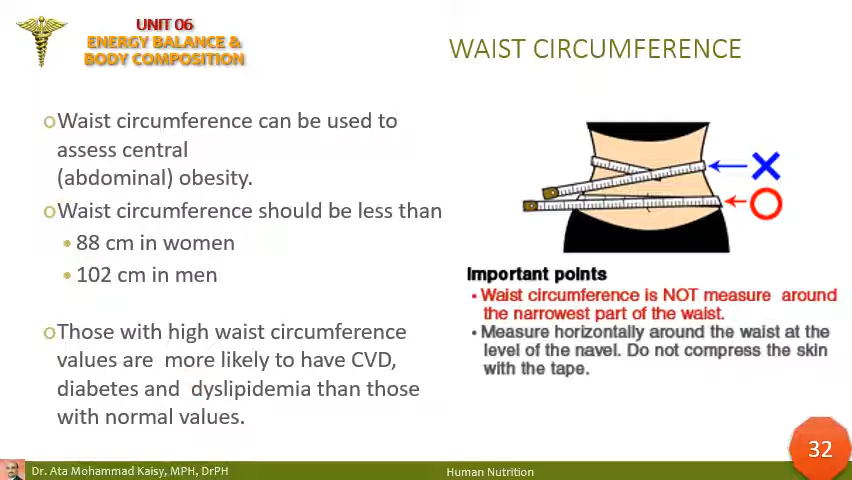 UNIT 06
ENERGY BALANCE &
BODY COMPOSITION
WAIST CIRCUMFERENCE
Waist circumference can be used to
assess central
(abdominal) obesity.
Waist circumference should be less than
88 cm in women
102 cm in men
Those with high waist circumference
values are more likely to have CVD,
diabetes and dyslipidemia than those
with normal values.
Important points
• Waist circumference is NOT measure around
the narrowest part of the waist.
• Measure horizontally around the waist at the
level of the navel. Do not compress the skin
with the tape.
32
Dr. Ata Mohammad Kaisy, MPH, DrPH
Human Nutrition